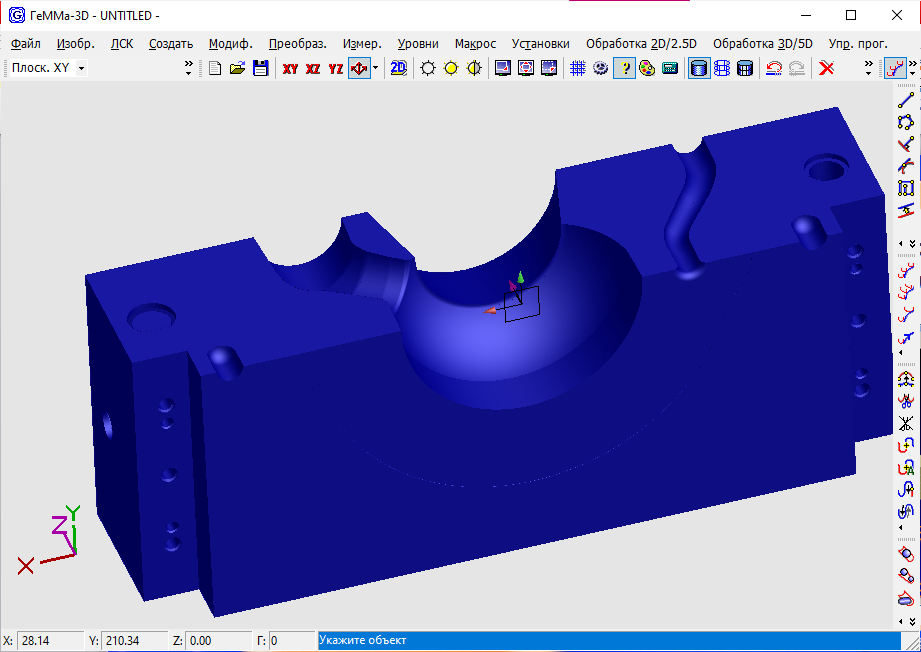 G ГеММа-3D - UNTITLED -
Файл Изобр. ЛСК Создать Модиф. Преобраз. Измер. Уровни Макрос Установки Обработка 2D/2.5D Обработка 3D/5D Упр. прог.
Плоск. XY XY XZ YZ 2D ?
Y
Z
X
X: 28.14 Y: 210.34 Z: 0.00 Г: 0 Укажите объект